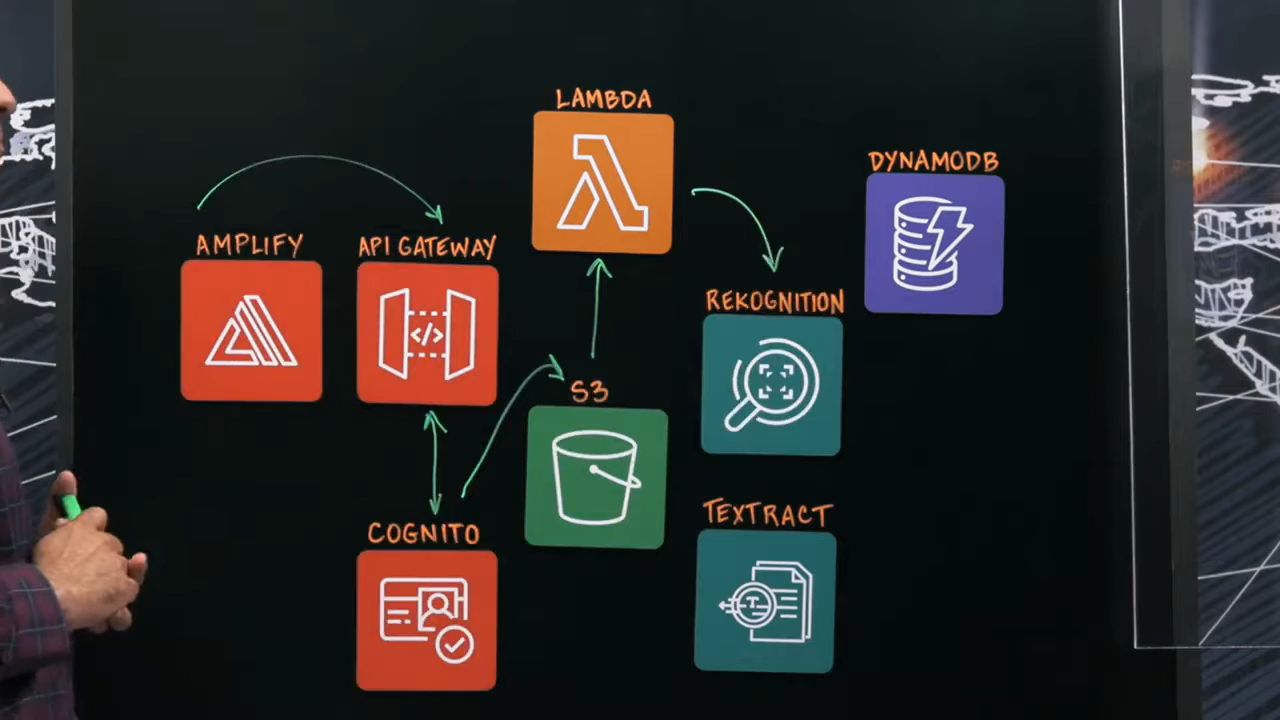 LAMBDA
DYNAMODB
AMPLIFY
API GATEWAY
REKOGNITION
S3
TEXTRACT
COGNITO